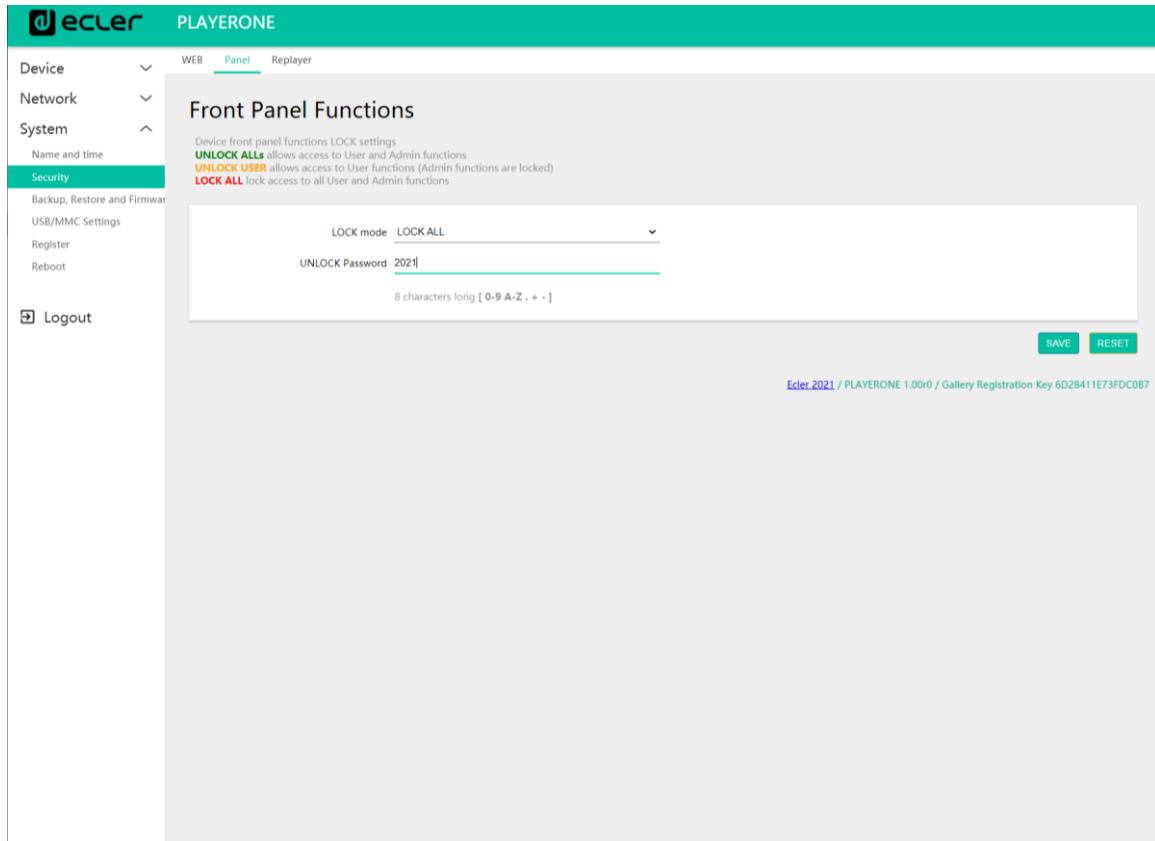 ecler
PLAYERONE
Device
Network
System
Name and time
Security
Backup, Restore and Firmwar
USB/MMC Settings
Register
Reboot
Logout
WEB Panel Replayer
Front Panel Functions
Device front panel functions LOCK settings
UNLOCK ALLs allows access to User and Admin functions
UNLOCK USER allows access to User functions (Admin functions are locked)
LOCK ALL lock access to all User and Admin functions
LOCK mode LOCK ALL
UNLOCK Password 2021
8 characters long [ 0-9 A-Z . + - ]
SAVE RESET
Ecler 2021 / PLAYERONE 1.00r0 / Gallery Registration Key 6D28411E73FDC0B7